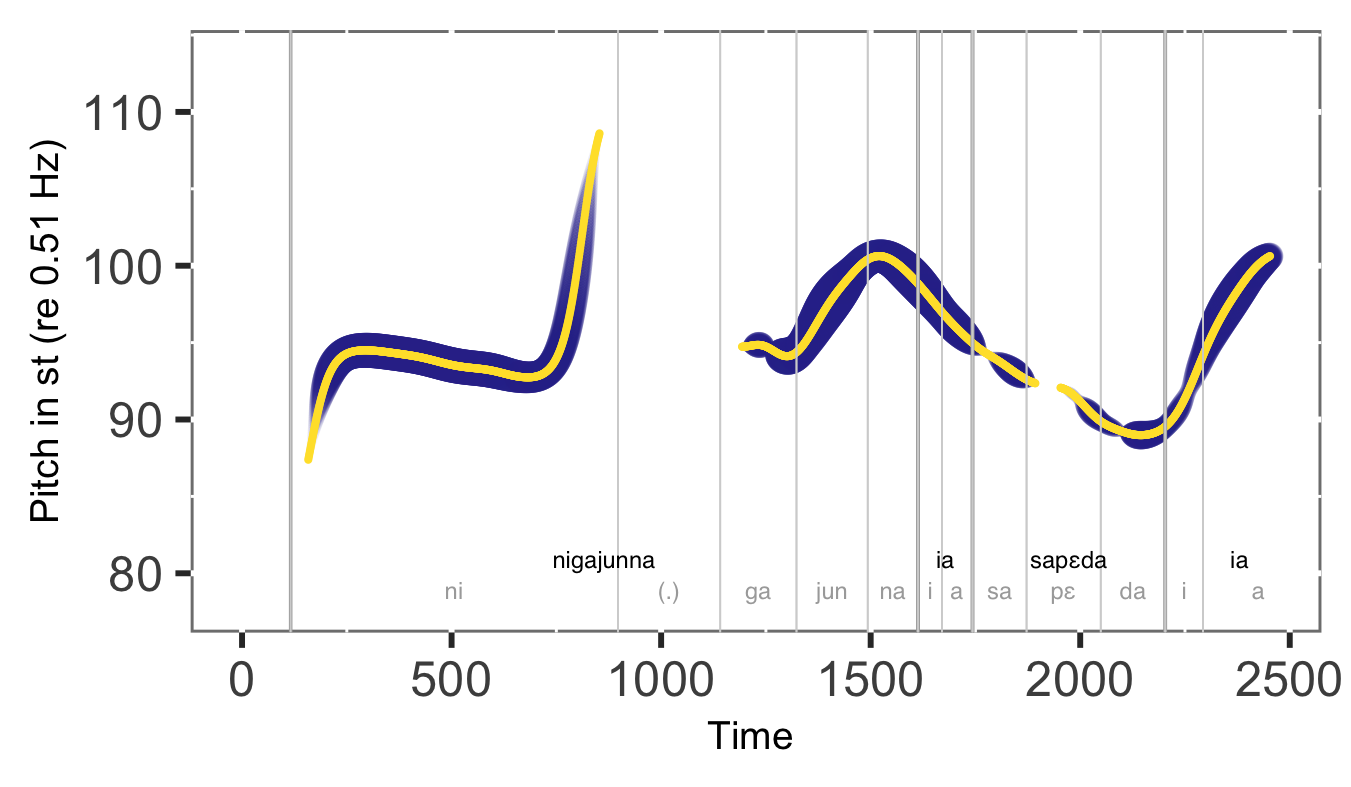 110
100
90
80
Pitch in st (re 0.51 Hz)
nigajunna ia sapɛda ia
ni (.) ga jun na i a sa pɛ da i a
0 500 1000 1500 2000 2500
Time